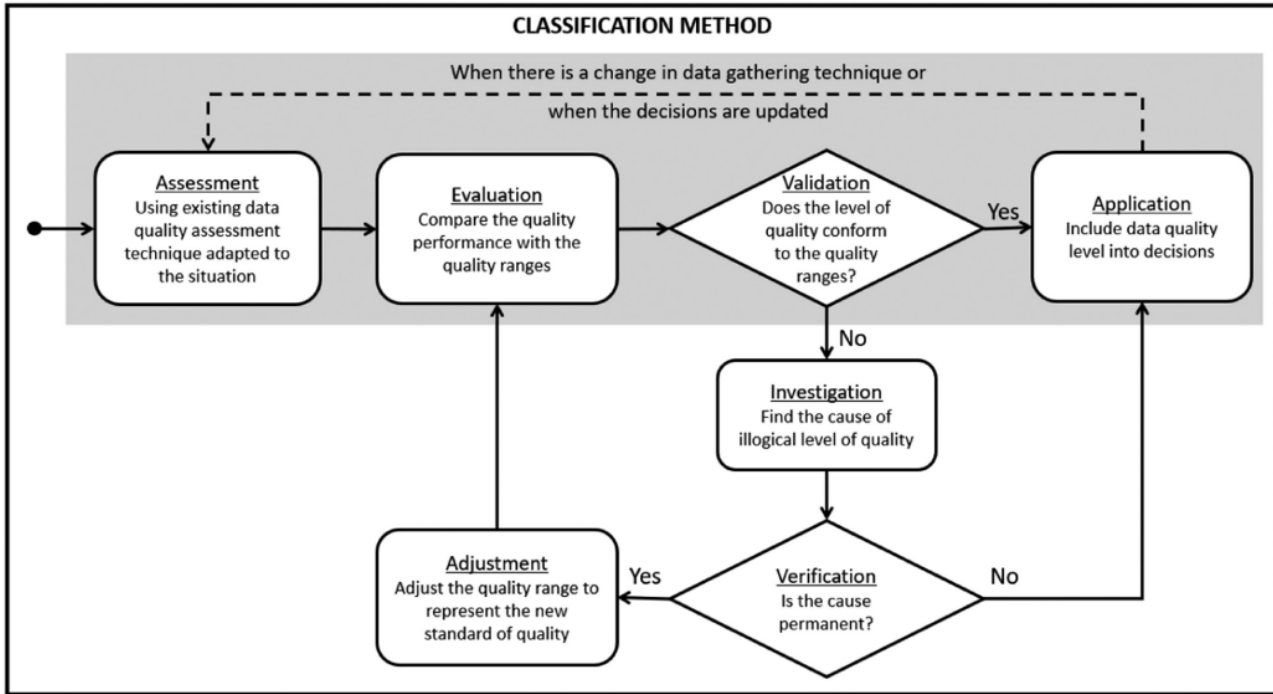 CLASSIFICATION METHOD
When there is a change in data gathering technique or
when the decisions are updated
Assessment
Using existing data
quality assessment
technique adapted to
the situation
Evaluation
Compare the quality
performance with the
quality ranges
Validation
Does the level of
quality conform
to the quality
ranges?
Yes
Application
Include data quality
level into decisions
No
Investigation
Find the cause of
illogical level of quality
Adjustment
Adjust the quality range to
represent the new
standard of quality
Yes
Verification
Is the cause
permanent?
No